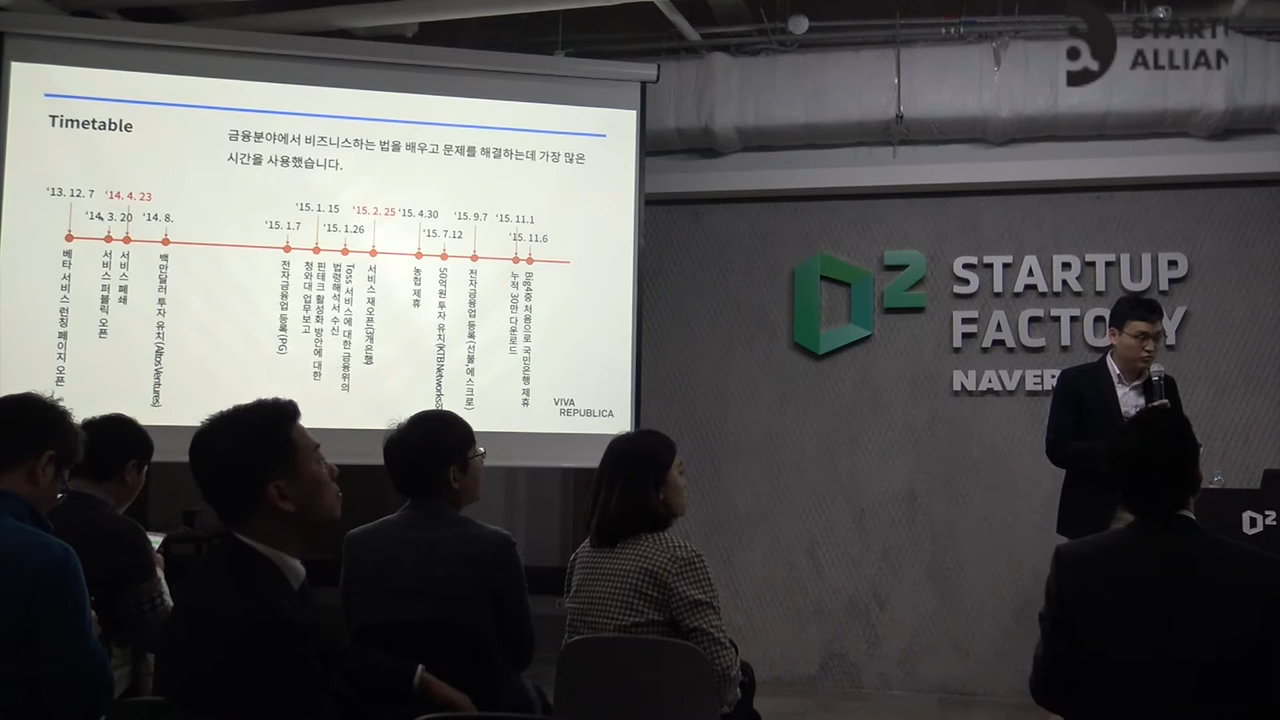 Timetable
금융분야에서 비즈니스하는 법을 배우고 문제를 해결하는데 가장 많은
시간을 사용했습니다.
'13. 12. 7
'14. 3. 20
'14. 4. 23
'14. 8.
'15. 1.7
'15. 1. 15
'15. 1.26
'15. 2. 25
'15. 4.30
'15. 7.12
'15. 9.7
'15. 11.1
'15. 11.6
베타 서비스 런칭 페이지 오픈
서비스 퍼블릭 오픈
서비스 폐쇄
백만달러 투자 유치(Altos Ventures)
전자금융업 등록(PG)
핀테크 활성화 방안에 대한
청와대 업무보고
Toss 서비스에 대한 금융위의
법령해석서 수신
서비스 재오픈(3개은행)
농협 제휴
50억원 투자 유치(KTB Networks외
전자금융업 등록(선불,에스크로)
누적 30만 다운로드
Big4중 처음으로 국민은행 제휴
VIVA
REPUBLICA
START
ALLIAN
D2 STARTUP
FACTORY
NAVER
D2